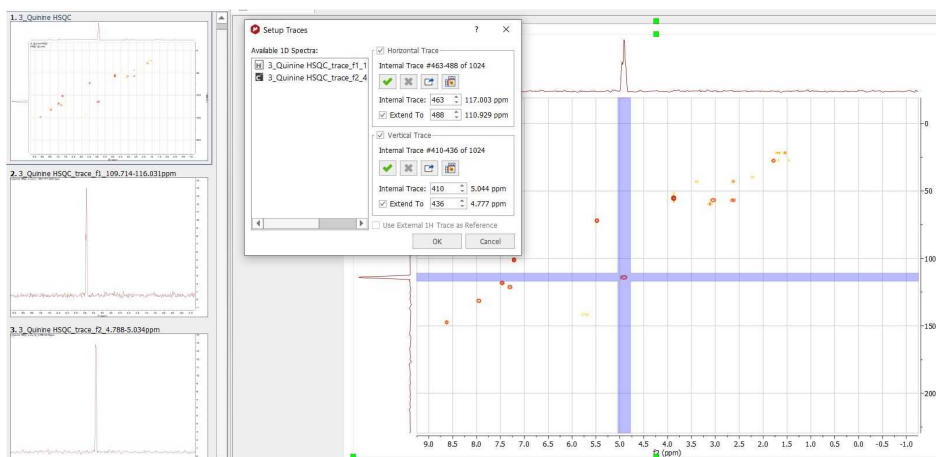 1. 3_Quinine HSQC
2. 3_Quinine HSQC_trace_f1_109.714-116.031ppm
3. 3_Quinine HSQC_trace_f2_4.788-5.034ppm
Setup Traces
? ×
Available 1D Spectra:
H 3_Quinine HSQC_trace_f1_1
C 3_Quinine HSQC_trace_f2_4
Horizontal Trace
Internal Trace #463-488 of 1024
Internal Trace: 463 117.003 ppm
Extend To 488 110.929 ppm
Vertical Trace
Internal Trace #410-436 of 1024
Internal Trace: 410 5.044 ppm
Extend To 436 4.777 ppm
Use External 1H Trace as Reference
OK Cancel
0
50
100
150
200
9.0 8.5 8.0 7.5 7.0 6.5 6.0 5.5 5.0 4.5 4.0 3.5 3.0 2.5 2.0 1.5 1.0 0.5 0.0 -0.5 -1.0
f2 (ppm)